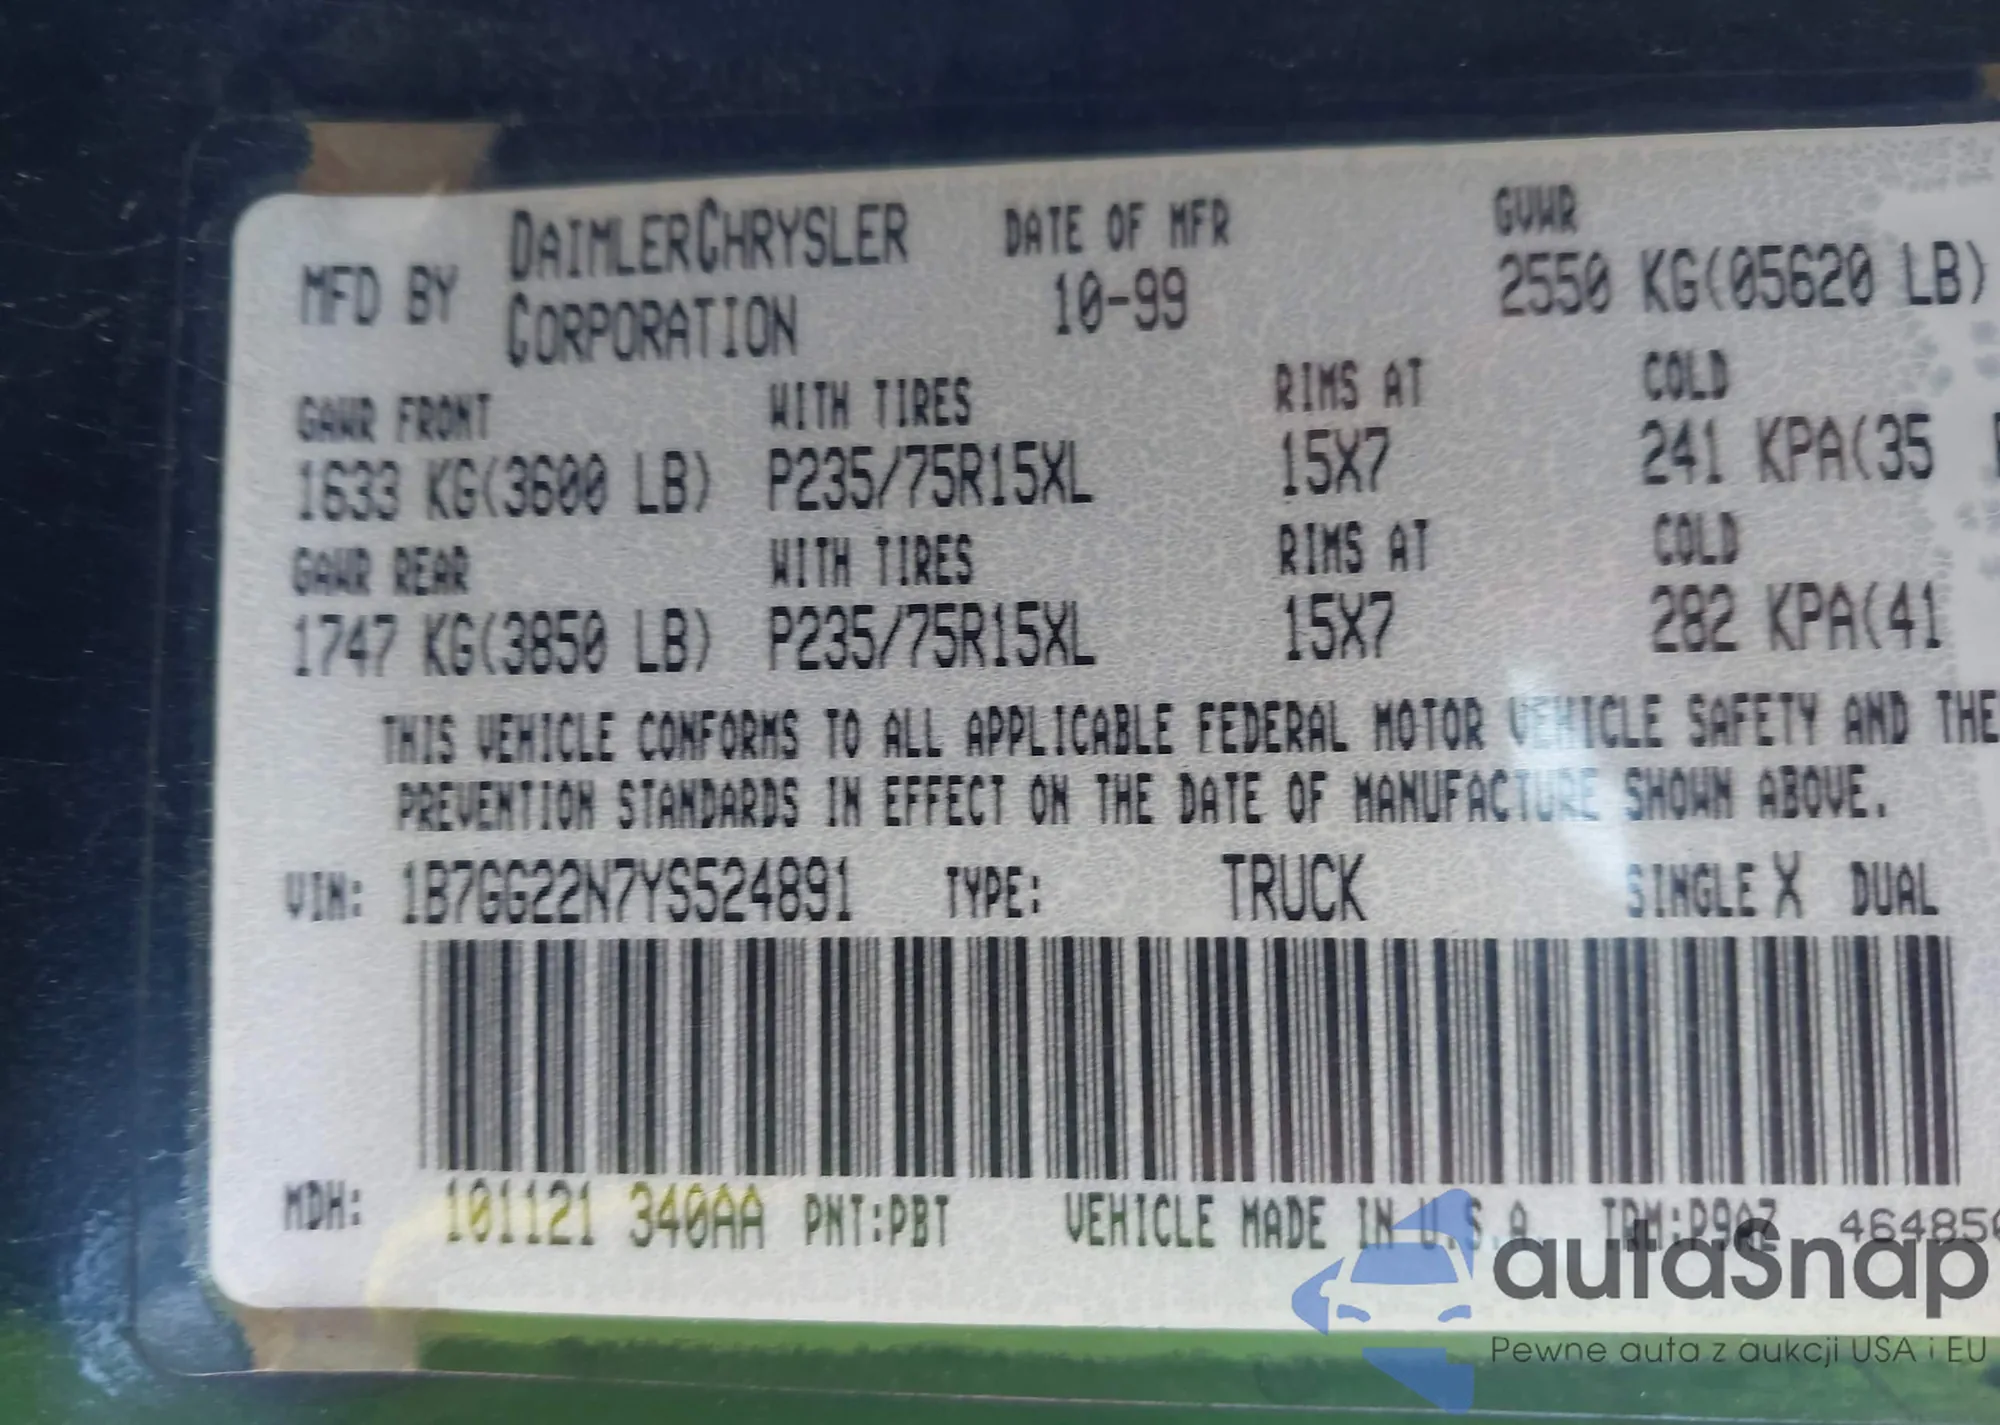 MFD BY DAIMLERCHRYSLER CORPORATION DATE OF MFR 10-99 GVWR 2550 KG(05620 LB)
GAWR FRONT WITH TIRES RIMS AT COLD
1633 KG(3600 LB) P235/75R15XL 15X7 241 KPA(35
GAWR REAR WITH TIRES RIMS AT COLD
1747 KG(3850 LB) P235/75R15XL 15X7 282 KPA(41
THIS VEHICLE CONFORMS TO ALL APPLICABLE FEDERAL MOTOR VEHICLE SAFETY AND THE
PREVENTION STANDARDS IN EFFECT ON THE DATE OF MANUFACTURE SHOWN ABOVE.
VIN: 1B7GG22N7YS524891 TYPE: TRUCK SINGLE X DUAL
MDH: 101121 340AA PNT:PBT VEHICLE MADE IN U.S.A. TRM:P9AZ
autaSnap
Pewne auta z aukcji USA i EU